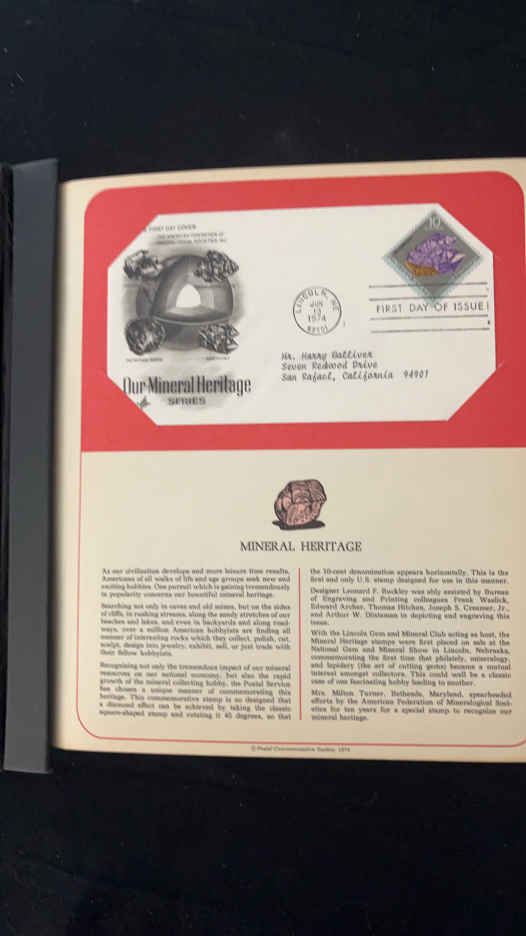 FIRST DAY COVER
THE AMERICAN FEDERATION OF
MINERALOGICAL SOCIETIES, INC.
10
LINCOLN, NE
JUN
13
1974
68101
FIRST DAY OF ISSUE
Mr. Harry Galliver
Seven Redwood Drive
San Rafael, California 94901
Our Mineral Heritage
SERIES
MINERAL HERITAGE
As our civilization develops and more leisure time results,
Americans of all walks of life and age groups seek new and
exciting hobbies. One pursuit which is gaining tremendously
in popularity concerns our bountiful mineral heritage.
Searching not only in caves and old mines, but on the sides
of cliffs, in rushing streams, along the sandy stretches of our
beaches and lakes, and even in backyards and along road-
ways, over a million American hobbyists are finding all
manner of interesting rocks which they collect, polish, cut,
sculpt, design into jewelry, exhibit, sell, or just trade with
their fellow hobbyists.
Recognizing not only the tremendous impact of our mineral
resources on our national economy, but also the rapid
growth of the mineral collecting hobby, the Postal Service
has chosen a unique manner of commemorating this
heritage. This commemorative stamp is so designed that
a diamond effect can be achieved by taking the classic
square-shaped stamp and rotating it 45 degrees, so that
the 10-cent denomination appears horizontally. This is the
first and only U.S. stamp designed for use in this manner.
Designer Leonard F. Buckley was ably assisted by Bureau
of Engraving and Printing colleagues Frank Waslick,
Edward Archer, Thomas Hitchen, Joseph S. Creamer, Jr.,
and Arthur W. Dintaman in depicting and engraving this
issue.
With the Lincoln Gem and Mineral Club acting as host, the
Mineral Heritage stamps were first placed on sale at the
National Gem and Mineral Show in Lincoln, Nebraska,
commemorating the first time that philately, mineralogy,
and lapidry (the art of cutting gems) became a mutual
interest amongst collectors. This could well be a classic
case of one fascinating hobby leading to another.
Mrs. Milton Turner, Bethesda, Maryland, spearheaded
efforts by the American Federation of Mineralogical Soci-
eties for ten years for a special stamp to recognize our
mineral heritage.
© Postal Commemorative Society, 1974